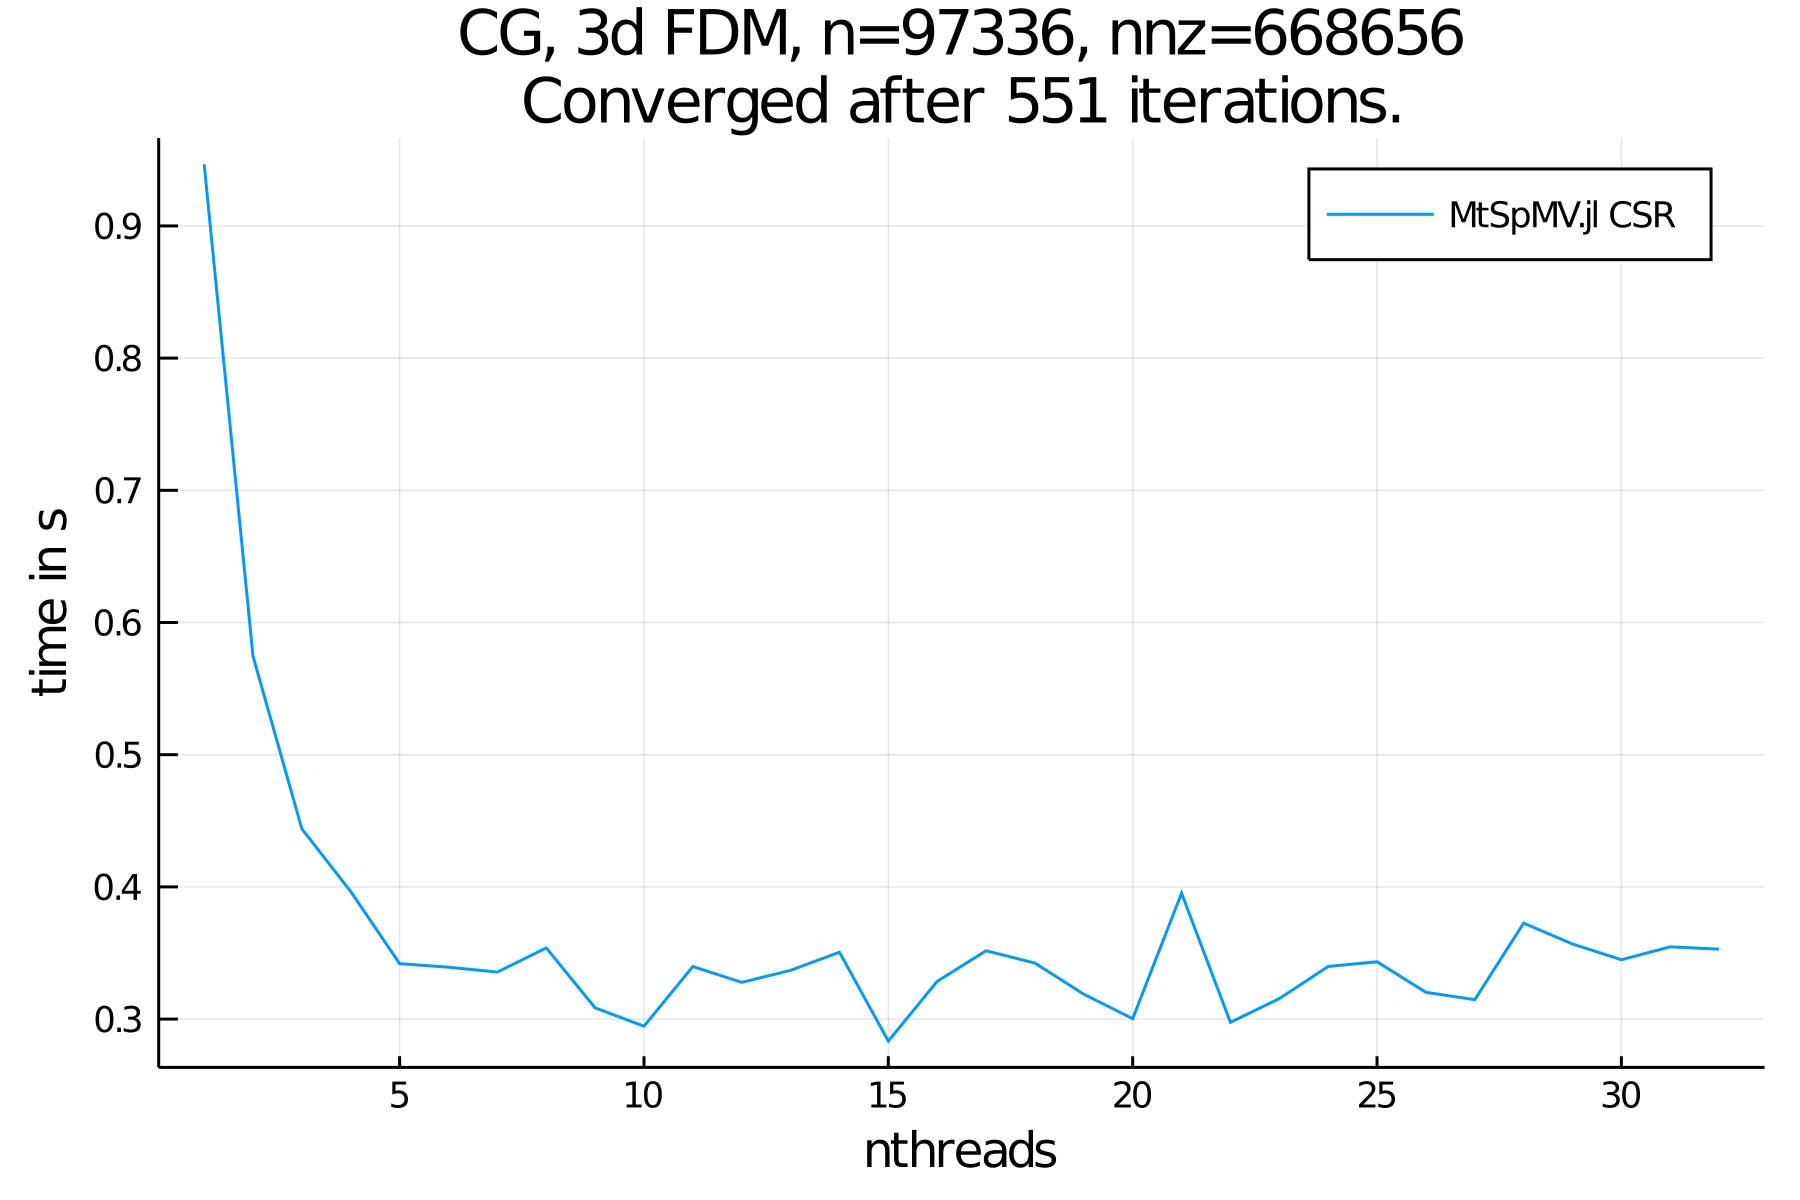 CG, 3d FDM, n=97336, nnz=668656
Converged after 551 iterations.
MtSpMV.jl CSR
0.9
0.8
0.7
0.6
0.5
0.4
0.3
time in s
5 10 15 20 25 30
nthreads